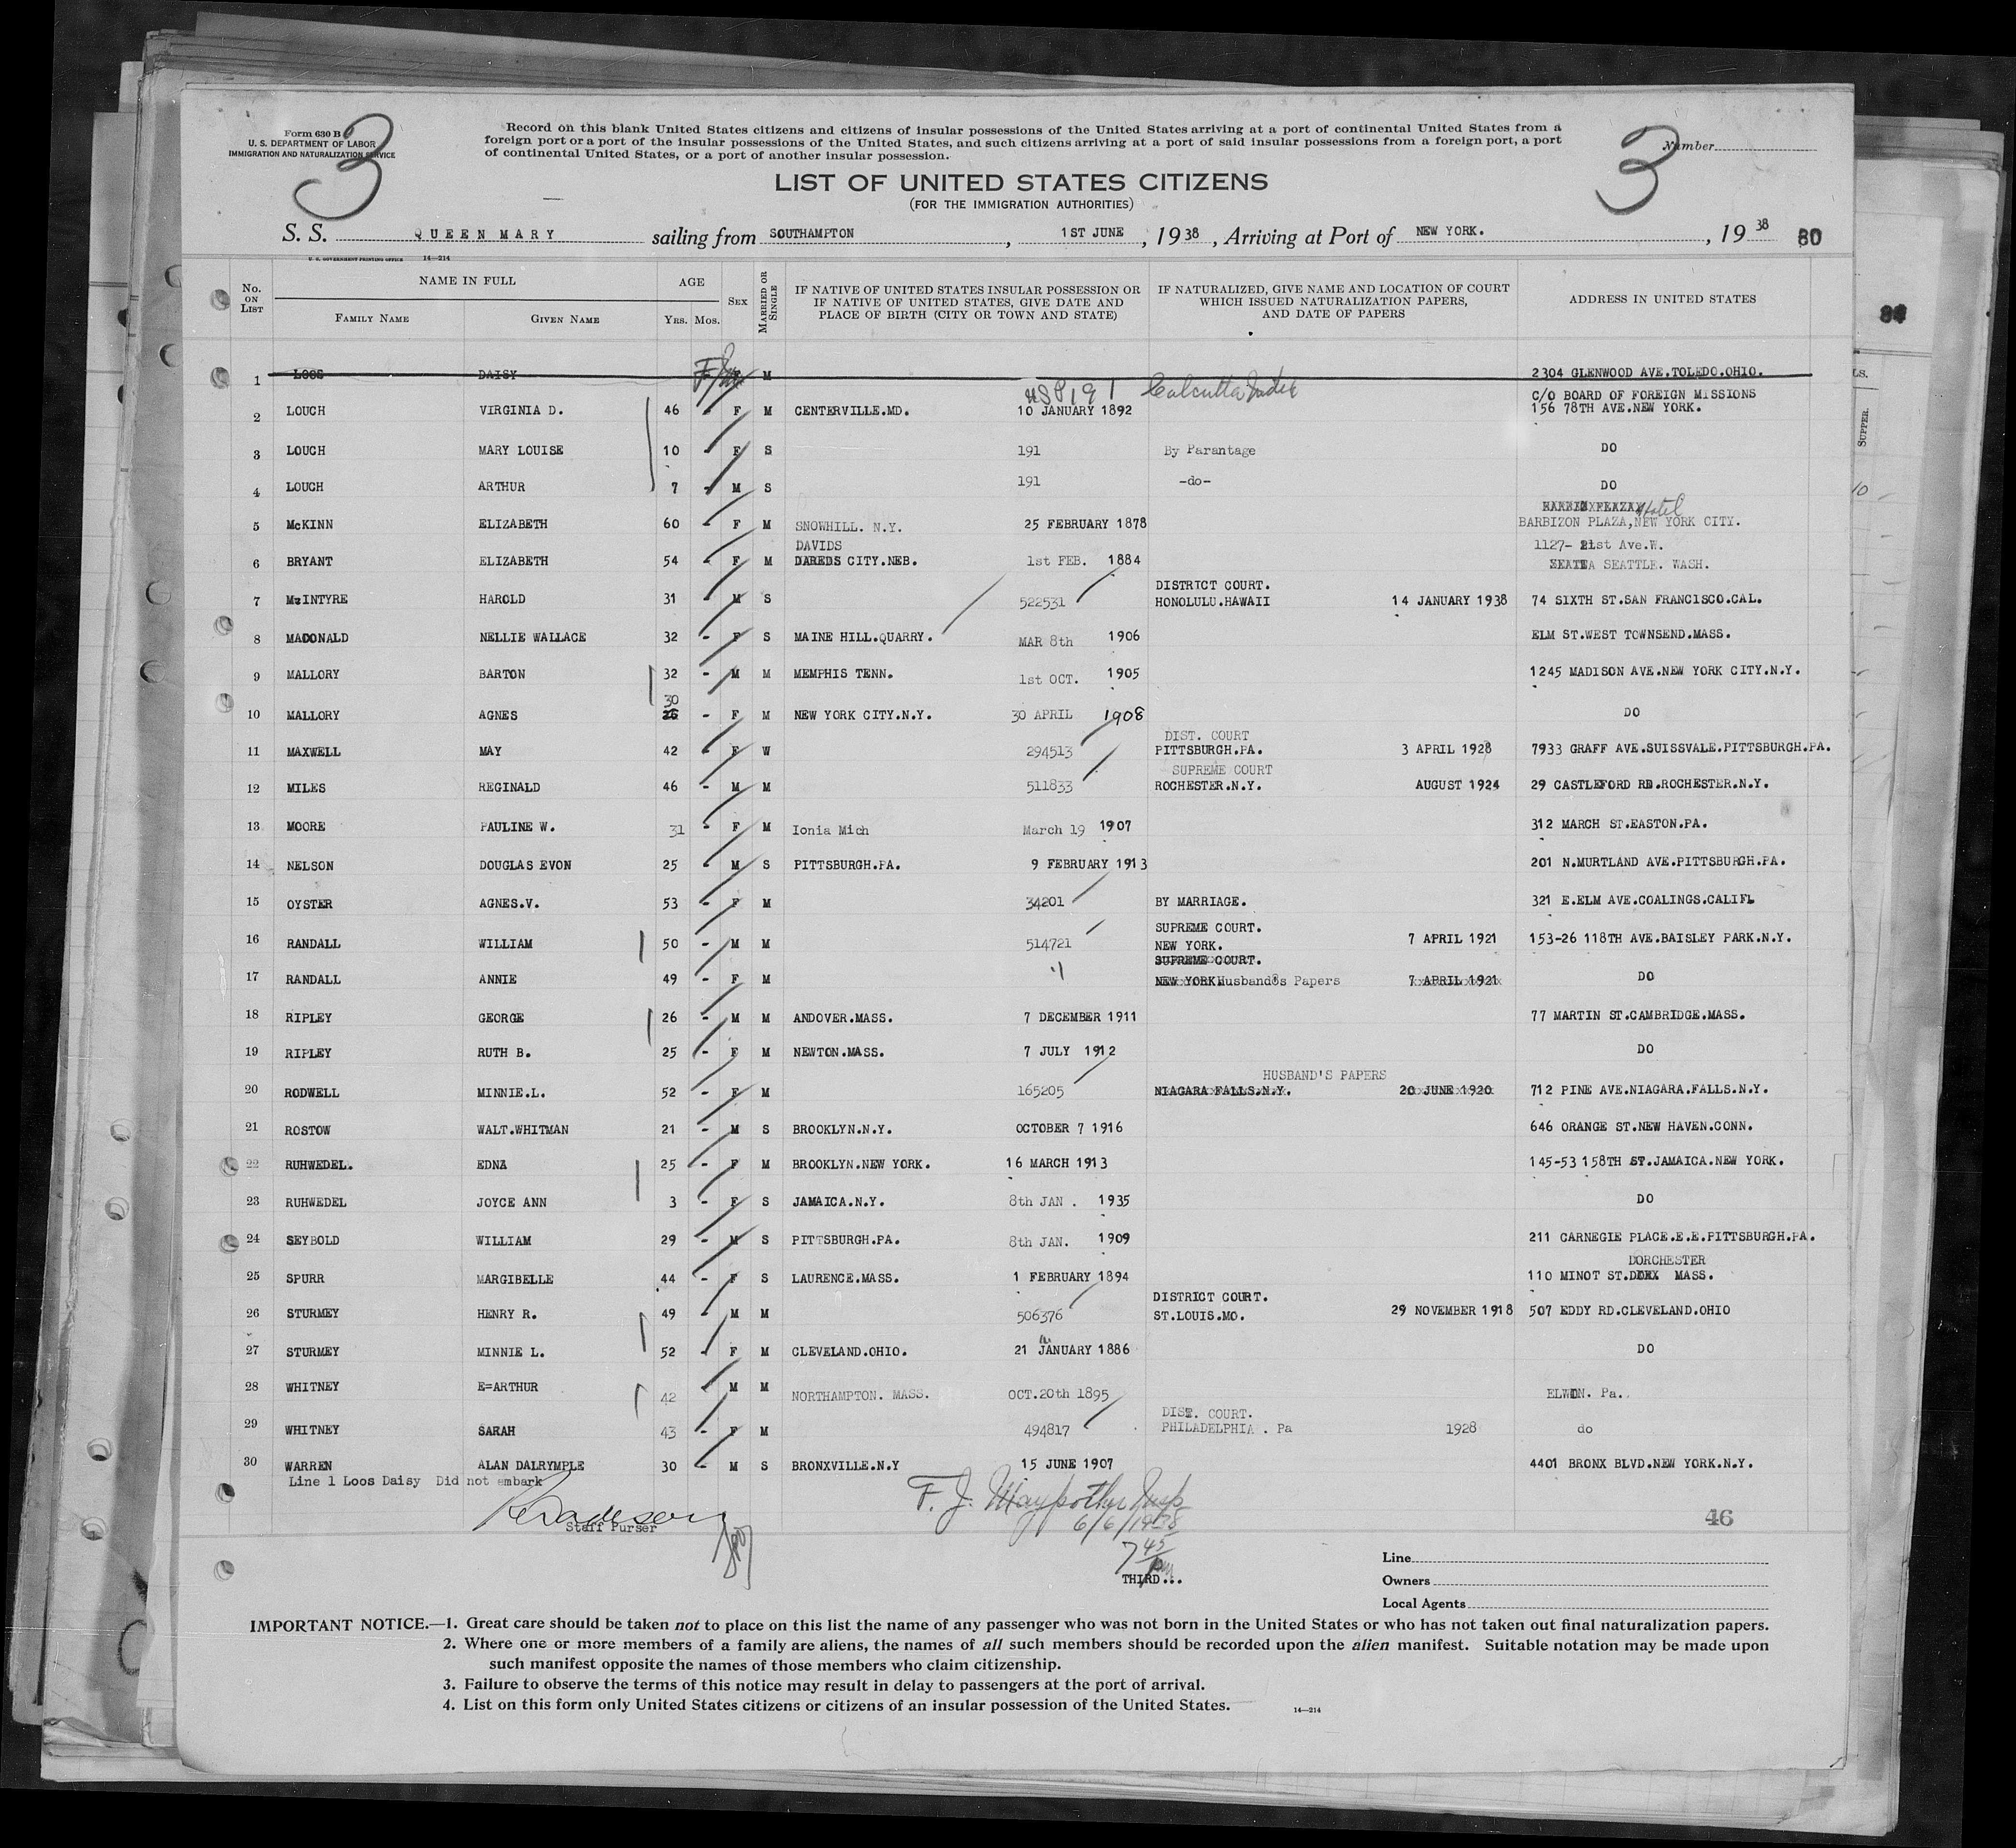 3
Form 630 B
U. S. DEPARTMENT OF LABOR
IMMIGRATION AND NATURALIZATION SERVICE
Record on this blank United States citizens and citizens of insular possessions of the United States arriving at a port of continental United States from a
foreign port or a port of the insular possessions of the United States, and such citizens arriving at a port of said insular possessions from a foreign port, a port
of continental United States, or a port of another insular possession.
3
Number
LIST OF UNITED STATES CITIZENS
(FOR THE IMMIGRATION AUTHORITIES)
S. S. QUEEN MARY sailing from SOUTHAMPTON, 1ST JUNE, 1938, Arriving at Port of NEW YORK., 1938 80
U. S. GOVERNMENT PRINTING OFFICE 14—214
No. ON LIST
NAME IN FULL
FAMILY NAME
GIVEN NAME
AGE
YRS. MOS.
SEX
MARRIED OR SINGLE
IF NATIVE OF UNITED STATES INSULAR POSSESSION OR
IF NATIVE OF UNITED STATES, GIVE DATE AND
PLACE OF BIRTH (CITY OR TOWN AND STATE)
IF NATURALIZED, GIVE NAME AND LOCATION OF COURT
WHICH ISSUED NATURALIZATION PAPERS,
AND DATE OF PAPERS
ADDRESS IN UNITED STATES
84
1 LOOS DAISY M 2304 GLENWOOD AVE.TOLEDO.OHIO.
Calcutta India C/O BOARD OF FOREIGN MISSIONS
2 LOUCH VIRGINIA D. 46 - F M CENTERVILLE.MD. 10 JANUARY 1892 156 78TH AVE.NEW YORK.
3 LOUCH MARY LOUISE 10 - F S 191 By Parantage DO
4 LOUCH ARTHUR 7 - M S 191 -do- DO
Hotel
5 McKINN ELIZABETH 60 - F M SNOWHILL. N.Y. 25 FEBRUARY 1878 BARBIZON PLAZA,NEW YORK CITY.
DAVIDS 1127- 21st Ave.W.
6 BRYANT ELIZABETH 54 - F M DAREDS CITY.NEB. 1st FEB. 1884 SEATTLE. WASH.
DISTRICT COURT.
7 McINTYRE HAROLD 31 - M S 522531 HONOLULU.HAWAII 14 JANUARY 1938 74 SIXTH ST.SAN FRANCISCO.CAL.
8 MADONALD NELLIE WALLACE 32 - F S MAINE HILL.QUARRY. MAR 8th 1906 ELM ST.WEST TOWNSEND.MASS.
9 MALLORY BARTON 32 - M M MEMPHIS TENN. 1st OCT. 1905 1245 MADISON AVE.NEW YORK CITY.N.Y.
30
10 MALLORY AGNES - F M NEW YORK CITY.N.Y. 30 APRIL 1908 DO
DIST. COURT
11 MAXWELL MAY 42 - F W 294513 PITTSBURGH.PA. 3 APRIL 1928 7933 GRAFF AVE.SUISSVALE.PITTSBURGH.PA.
SUPREME COURT
12 MILES REGINALD 46 - M M 511833 ROCHESTER.N.Y. AUGUST 1924 29 CASTLEFORD RD.ROCHESTER.N.Y.
13 MOORE PAULINE W. 31 - F M Ionia Mich March 19 1907 312 MARCH ST.EASTON.PA.
14 NELSON DOUGLAS EVON 25 - M S PITTSBURGH.PA. 9 FEBRUARY 1913 201 N.MURTLAND AVE.PITTSBURGH.PA.
15 OYSTER AGNES.V. 53 - F M 34201 BY MARRIAGE. 321 E.ELM AVE.COALINGS.CALIFL
SUPREME COURT.
16 RANDALL WILLIAM 50 - M M 514721 NEW YORK. 7 APRIL 1921 153-26 118TH AVE.BAISLEY PARK.N.Y.
SUPREME COURT.
17 RANDALL ANNIE 49 - F M " NEW YORK Husband's Papers 7 APRIL 1921 DO
18 RIPLEY GEORGE 26 - M M ANDOVER.MASS. 7 DECEMBER 1911 77 MARTIN ST.CAMBRIDGE.MASS.
19 RIPLEY RUTH B. 25 - F M NEWTON.MASS. 7 JULY 1912 DO
HUSBAND'S PAPERS
20 RODWELL MINNIE.L. 52 - F M 165205 NIAGARA FALLS.N.Y. 20 JUNE 1920 712 PINE AVE.NIAGARA.FALLS.N.Y.
21 ROSTOW WALT.WHITMAN 21 - M S BROOKLYN.N.Y. OCTOBER 7 1916 646 ORANGE ST.NEW HAVEN.CONN.
22 RUHWEDEL. EDNA 25 - F M BROOKLYN.NEW YORK. 16 MARCH 1913 145-53 158TH ST.JAMAICA.NEW YORK.
23 RUHWEDEL JOYCE ANN 3 - F S JAMAICA.N.Y. 8th JAN . 1935 DO
24 SEYBOLD WILLIAM 29 - M S PITTSBURGH.PA. 8th JAN. 1909 211 CARNEGIE PLACE.E.E.PITTSBURGH.PA.
DORCHESTER
25 SPURR MARGIBELLE 44 - F S LAURENCE.MASS. 1 FEBRUARY 1894 110 MINOT ST. MASS.
DISTRICT COURT.
26 STURMEY HENRY R. 49 - M M 506376 ST.LOUIS.MO. 29 NOVEMBER 1918 507 EDDY RD.CLEVELAND.OHIO
27 STURMEY MINNIE L. 52 - F M CLEVELAND.OHIO. 21 JANUARY 1886 DO
28 WHITNEY E=ARTHUR 42 M M NORTHAMPTON. MASS. OCT.20th 1895 ELWIN. Pa.
DIST. COURT.
29 WHITNEY SARAH 43 - F M 494817 PHILADELPHIA . Pa 1928 do
30 WARREN ALAN DALRYMPLE 30 - M S BRONXVILLE.N.Y 15 JUNE 1907 4401 BRONX BLVD.NEW YORK.N.Y.
Line 1 Loos Daisy Did not embark
Staff Purser
6/6/1938
7 45 pm
46
THIRD...
Line
Owners
Local Agents
IMPORTANT NOTICE.—1. Great care should be taken not to place on this list the name of any passenger who was not born in the United States or who has not taken out final naturalization papers.
2. Where one or more members of a family are aliens, the names of all such members should be recorded upon the alien manifest. Suitable notation may be made upon
such manifest opposite the names of those members who claim citizenship.
3. Failure to observe the terms of this notice may result in delay to passengers at the port of arrival.
4. List on this form only United States citizens or citizens of an insular possession of the United States.
14—214
SUPPER.
10